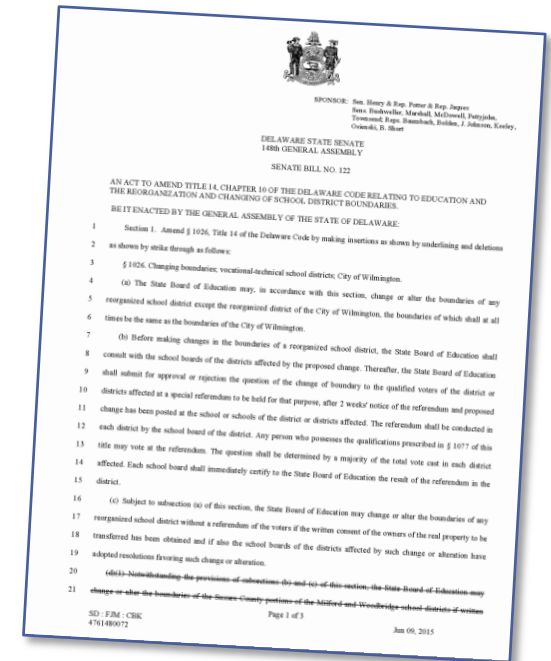 SPONSOR: Sen. Henry & Rep. Potter & Rep. Jaques
Sens. Bushweller, Marshall, McDowell, Pettyjohn,
Townsend; Reps. Baumbach, Bolden, J. Johnson, Keeley,
Osienski, B. Short
DELAWARE STATE SENATE
148th GENERAL ASSEMBLY
SENATE BILL NO. 122
AN ACT TO AMEND TITLE 14, CHAPTER 10 OF THE DELAWARE CODE RELATING TO EDUCATION AND
THE REORGANIZATION AND CHANGING OF SCHOOL DISTRICT BOUNDARIES.
BE IT ENACTED BY THE GENERAL ASSEMBLY OF THE STATE OF DELAWARE:
1 Section 1. Amend § 1026, Title 14 of the Delaware Code by making insertions as shown by underlining and deletions
2 as shown by strike through as follows:
3 § 1026. Changing boundaries; vocational-technical school districts; City of Wilmington.
4 (a) The State Board of Education may, in accordance with this section, change or alter the boundaries of any
5 reorganized school district except the reorganized district of the City of Wilmington, the boundaries of which shall at all
6 times be the same as the boundaries of the City of Wilmington.
7 (b) Before making changes in the boundaries of a reorganized school district, the State Board of Education shall
8 consult with the school boards of the districts affected by the proposed change. Thereafter, the State Board of Education
9 shall submit for approval or rejection the question of the change of boundary to the qualified voters of the district or
10 districts affected at a special referendum to be held for that purpose, after 2 weeks' notice of the referendum and proposed
11 change has been posted at the school or schools of the district or districts affected. The referendum shall be conducted in
12 each district by the school board of the district. Any person who possesses the qualifications prescribed in § 1077 of this
13 title may vote at the referendum. The question shall be determined by a majority of the total vote cast in each district
14 affected. Each school board shall immediately certify to the State Board of Education the result of the referendum in the
15 district.
16 (c) Subject to subsection (a) of this section, the State Board of Education may change or alter the boundaries of any
17 reorganized school district without a referendum of the voters if the written consent of the owners of the real property to be
18 transferred has been obtained and if also the school boards of the districts affected by such change or alteration have
19 adopted resolutions favoring such change or alteration.
20 (d)(1) Notwithstanding the provisions of subsections (b) and (c) of this section, the State Board of Education may
21 change or alter the boundaries of the Sussex County portions of the Milford and Woodbridge school districts if written
SD : FJM : CBK
4761480072
Page 1 of 3
Jun 09, 2015